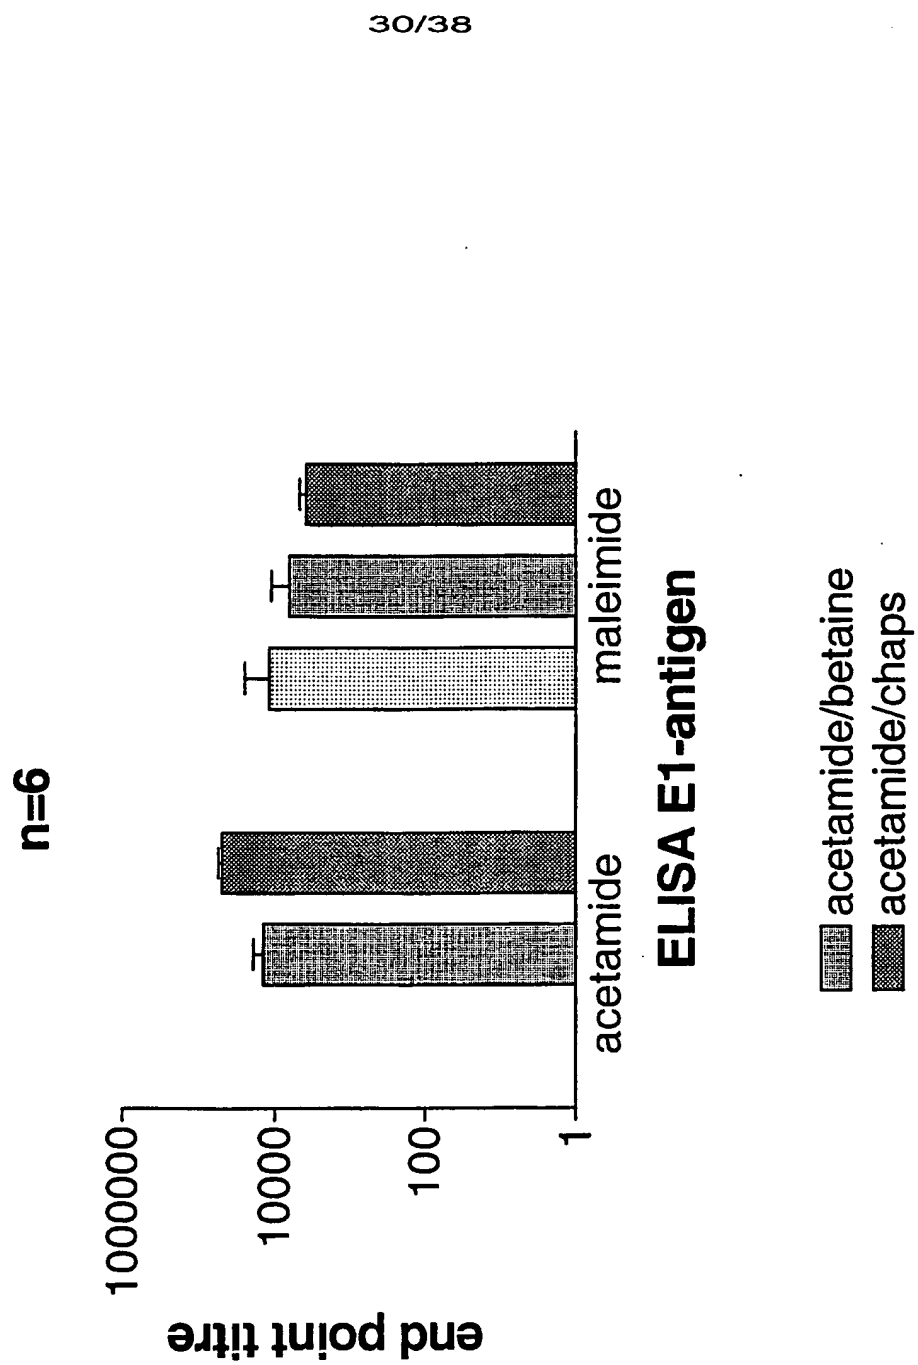 30/38
n=6
end point titre
1000000
10000
100
1
acetamide
maleimide
ELISA E1-antigen
acetamide/betaine
acetamide/chaps